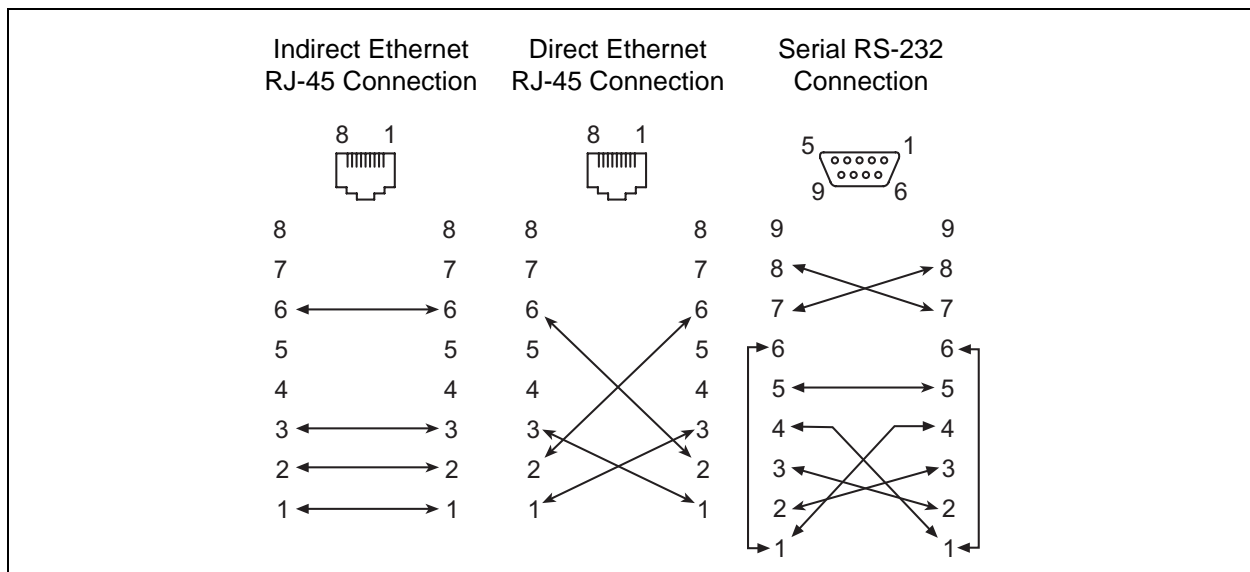 Indirect Ethernet
RJ-45 Connection
Direct Ethernet
RJ-45 Connection
Serial RS-232
Connection
8 1
8 1
5 1
9 6
8 8 8 8 9 9
7 7 7 7 8 8
6 6 6 6 7 7
5 5 5 5 6 6
4 4 4 4 5 5
3 3 3 3 4 4
2 2 2 2 3 3
1 1 1 1 2 2
1 1